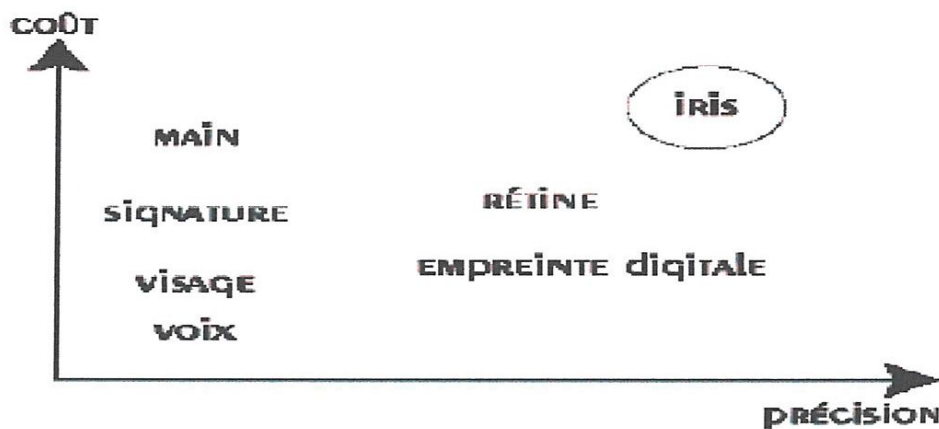 COÛT
IRIS
MAIN
RÉTINE
SIGNATURE
EMPREINTE DIGITALE
VISAGE
VOIX
PRÉCISION